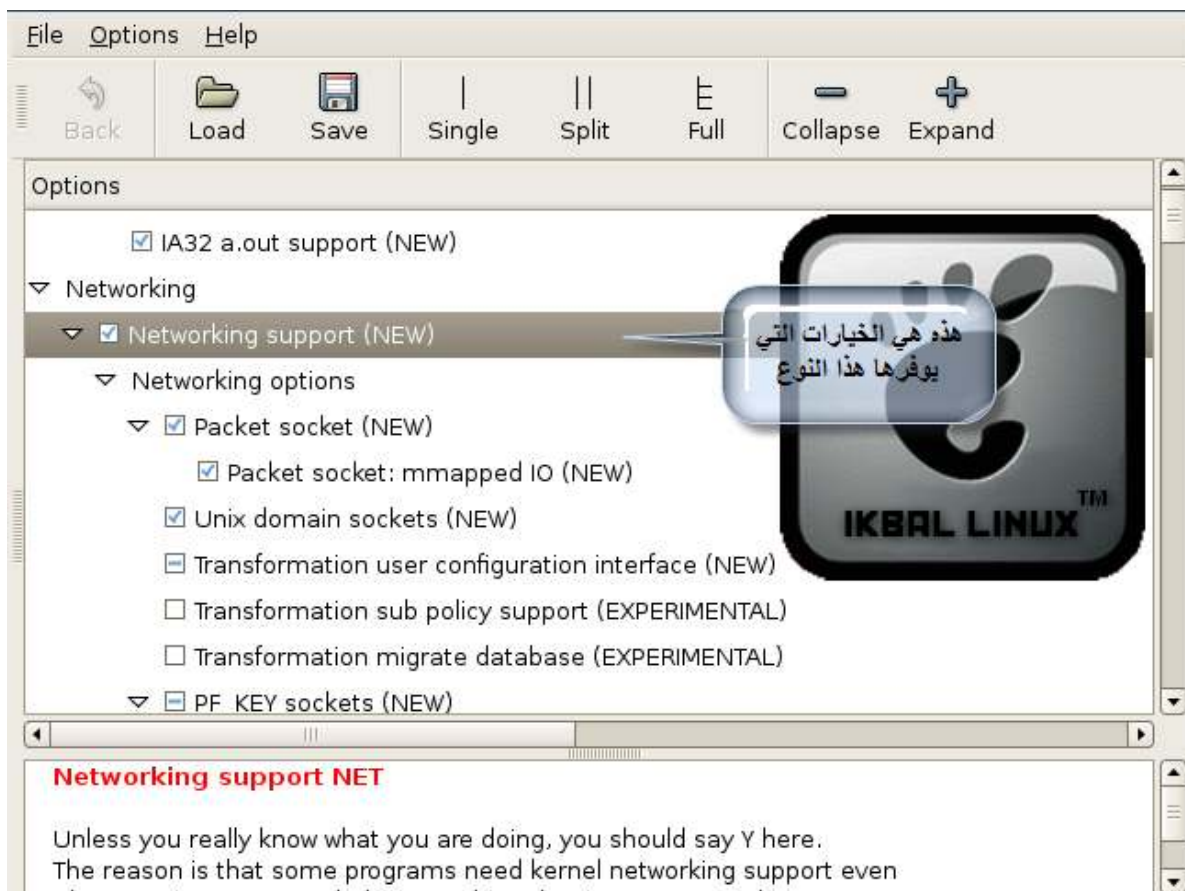 File Options Help
Back Load Save Single Split Full Collapse Expand
Options
IA32 a.out support (NEW)
Networking
Networking support (NEW)
هذه هي الخيارات التي
يوفرها هذا النوع
Networking options
Packet socket (NEW)
Packet socket: mmapped IO (NEW)
Unix domain sockets (NEW)
IKBAL LINUX TM
Transformation user configuration interface (NEW)
Transformation sub policy support (EXPERIMENTAL)
Transformation migrate database (EXPERIMENTAL)
PF_KEY sockets (NEW)
Networking support NET
Unless you really know what you are doing, you should say Y here.
The reason is that some programs need kernel networking support even